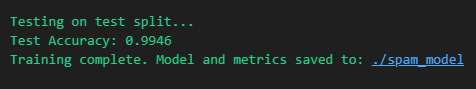 Testing on test split...
Test Accuracy: 0.9946
Training complete. Model and metrics saved to: ./spam_model